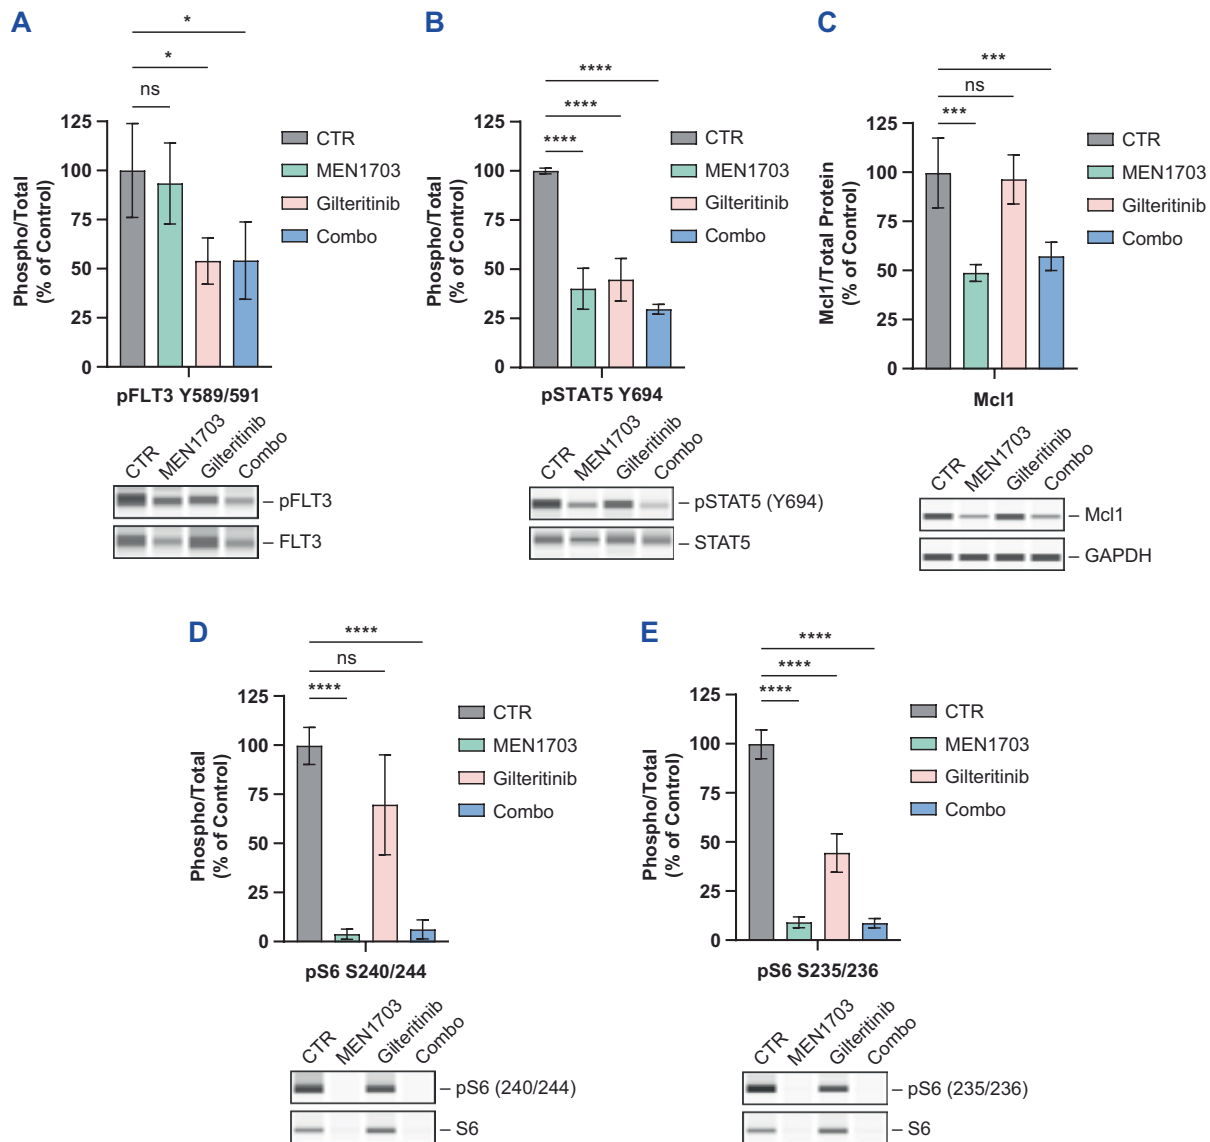 A
*
*
ns
125
100
75
50
25
0
Phospho/Total
(% of Control)
CTR
MEN1703
Gilteritinib
Combo
pFLT3 Y589/591
CTR
MEN1703
Gilteritinib
Combo
– pFLT3
– FLT3
B
****
****
****
125
100
75
50
25
0
Phospho/Total
(% of Control)
CTR
MEN1703
Gilteritinib
Combo
pSTAT5 Y694
CTR
MEN1703
Gilteritinib
Combo
– pSTAT5 (Y694)
– STAT5
C
***
ns
***
125
100
75
50
25
0
Mcl1/Total Protein
(% of Control)
CTR
MEN1703
Gilteritinib
Combo
Mcl1
CTR
MEN1703
Gilteritinib
Combo
– Mcl1
– GAPDH
D
****
ns
****
125
100
75
50
25
0
Phospho/Total
(% of Control)
CTR
MEN1703
Gilteritinib
Combo
pS6 S240/244
CTR
MEN1703
Gilteritinib
Combo
– pS6 (240/244)
– S6
E
****
****
****
125
100
75
50
25
0
Phospho/Total
(% of Control)
CTR
MEN1703
Gilteritinib
Combo
pS6 S235/236
CTR
MEN1703
Gilteritinib
Combo
– pS6 (235/236)
– S6